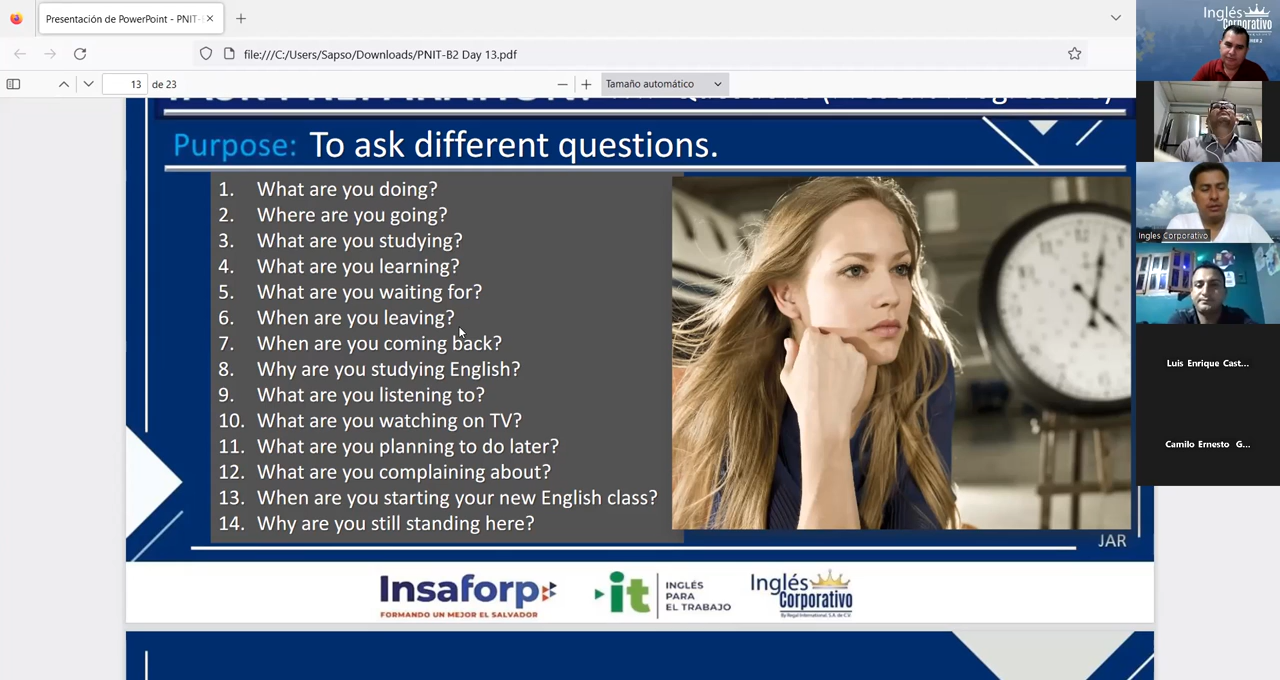 Presentación de PowerPoint - PNIT-
file:///C:/Users/Sapso/Downloads/PNIT-B2 Day 13.pdf
13 de 23
Tamaño automático
Purpose: To ask different questions.
1. What are you doing?
2. Where are you going?
3. What are you studying?
4. What are you learning?
5. What are you waiting for?
6. When are you leaving?
7. When are you coming back?
8. Why are you studying English?
9. What are you listening to?
10. What are you watching on TV?
11. What are you planning to do later?
12. What are you complaining about?
13. When are you starting your new English class?
14. Why are you still standing here?
JAR
Insaforp
FORMANDO UN MEJOR EL SALVADOR
it
INGLÉS
PARA
EL TRABAJO
Inglés
Corporativo
Inglés
Corporativo
Ingles Corporativo
Luis Enrique Cast...
Camilo Ernesto G...